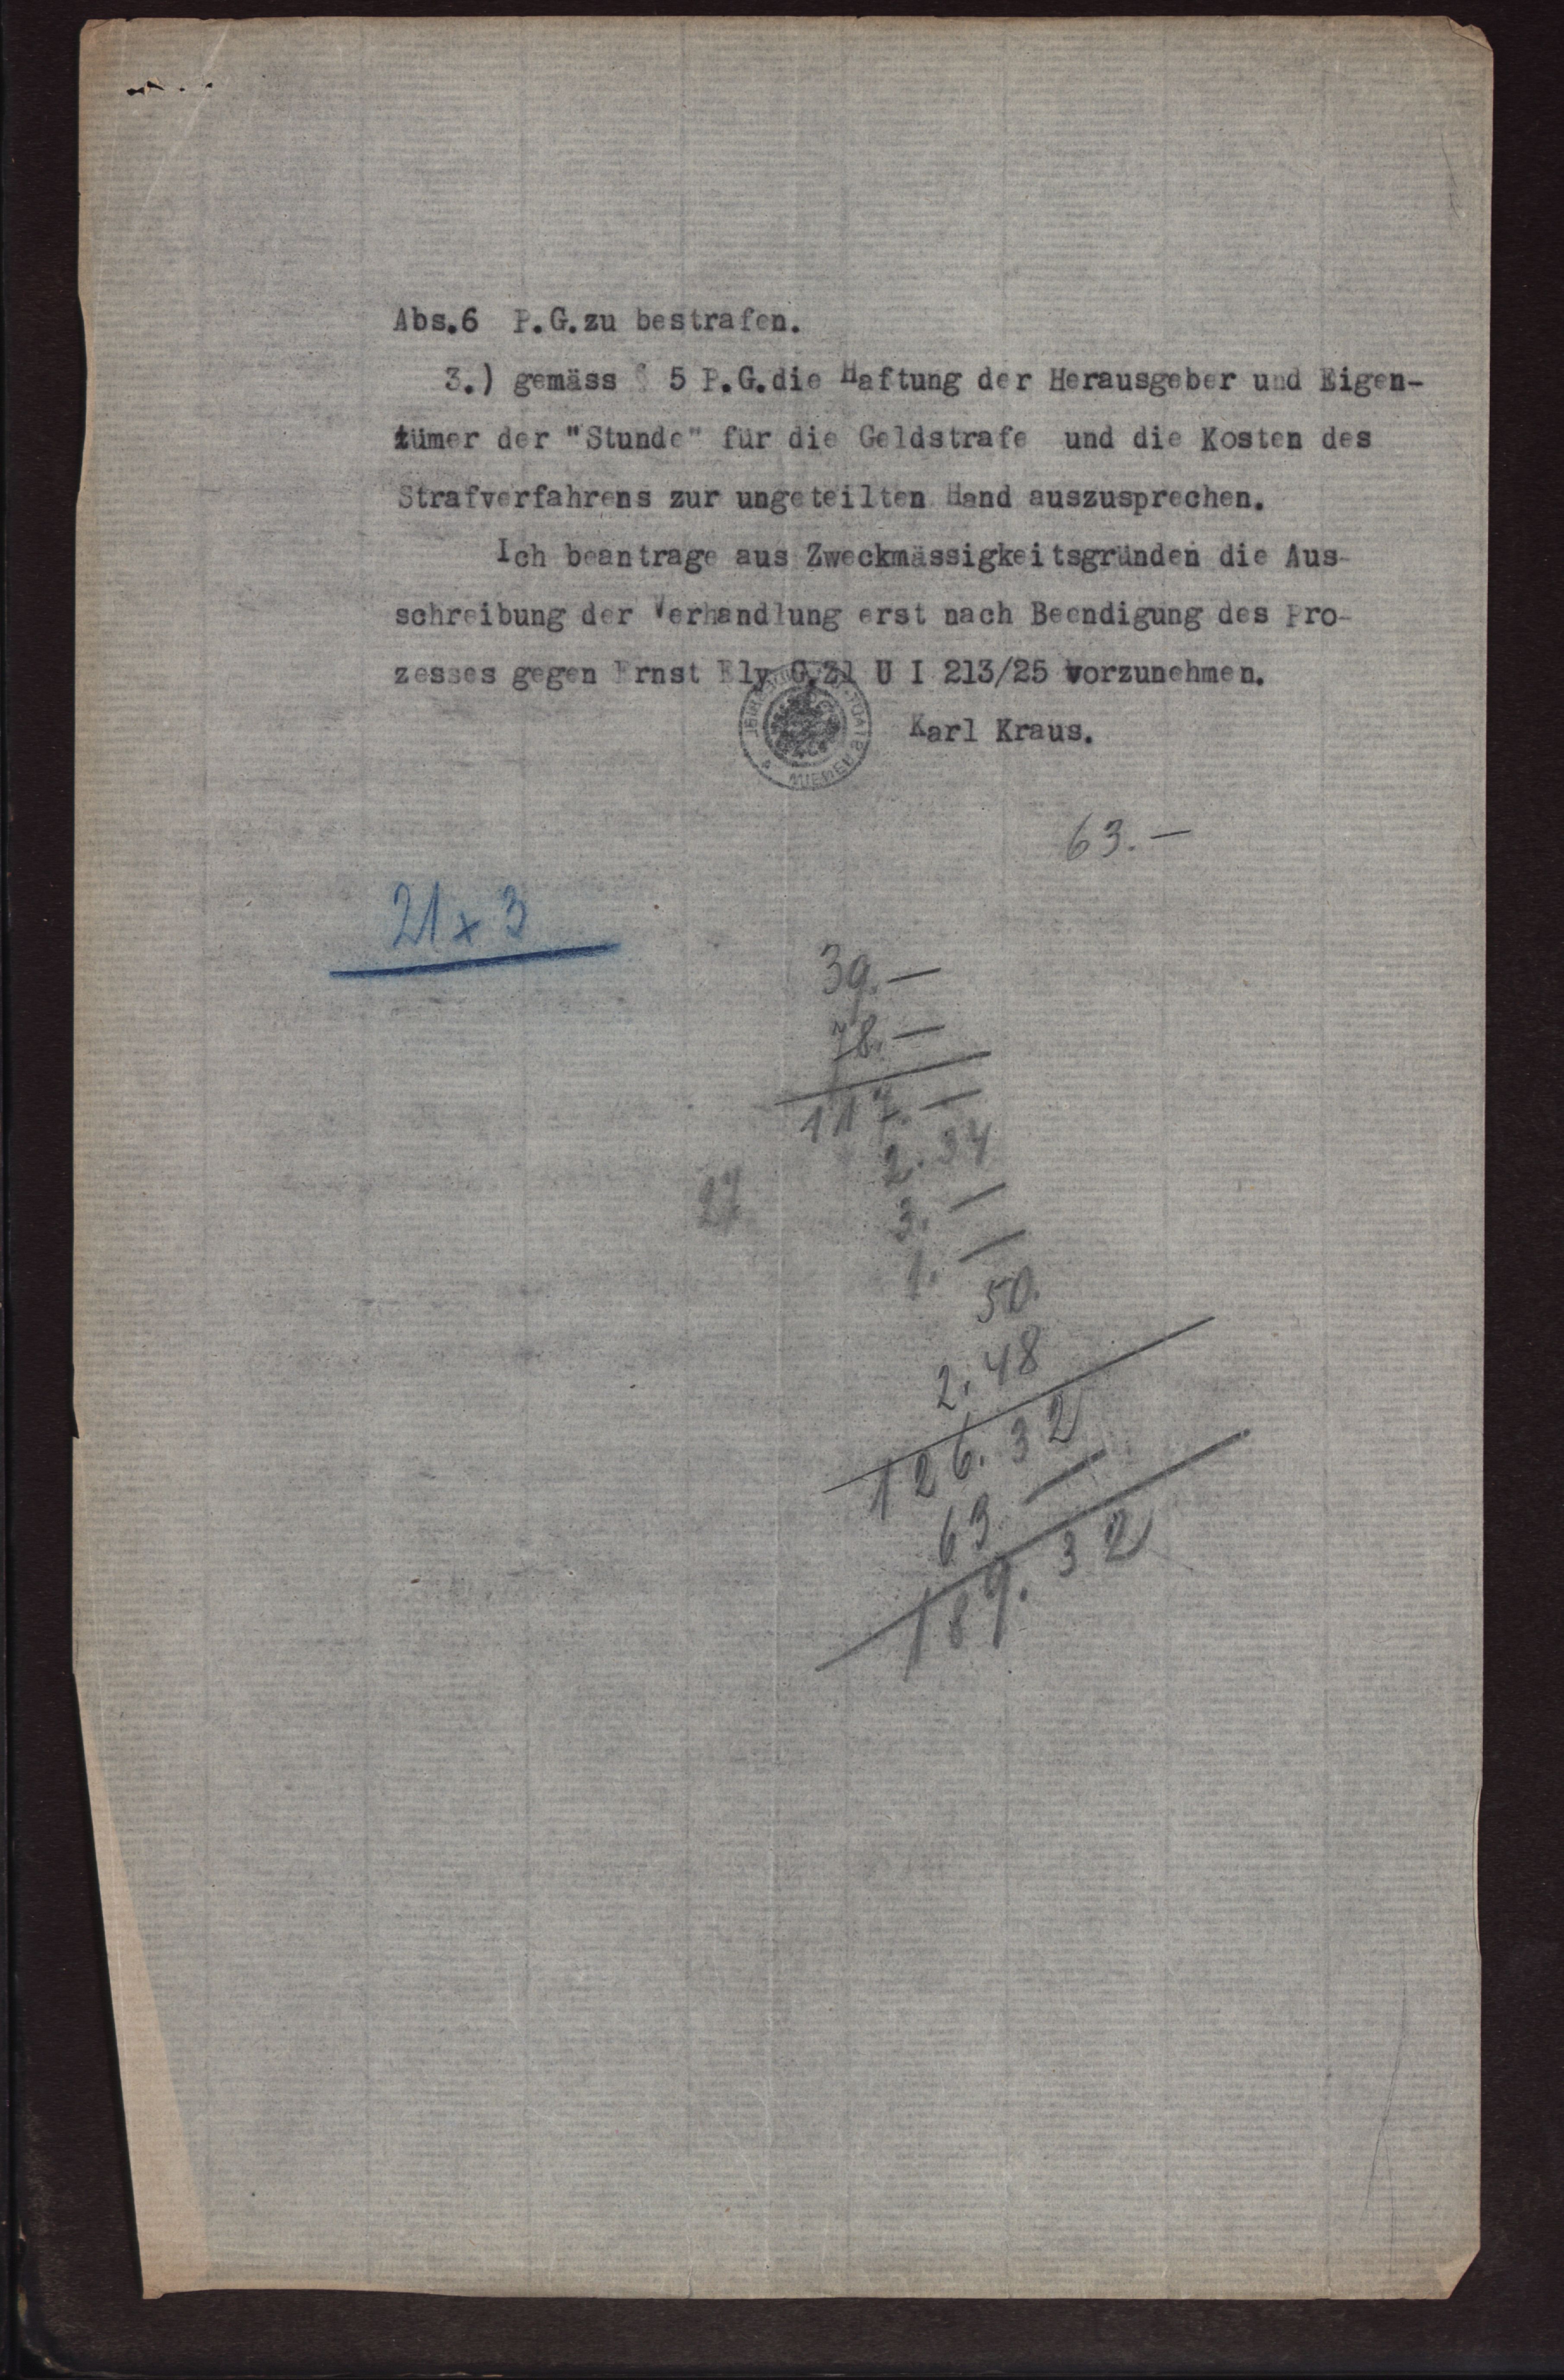 Abs.6 P.G.zu bestrafen.
3.) gemäss § 5 P.G.die Haftung der Herausgeber und Eigen-
tümer der "Stunde" für die Geldstrafe und die Kosten des
Strafverfahrens zur ungeteilten Hand auszusprechen.
Ich beantrage aus Zweckmässigkeitsgründen die Aus-
schreibung der Verhandlung erst nach Beendigung des Pro-
zesses gegen Ernst Ely G.Zl U I 213/25 vorzunehmen.
Karl Kraus.
63.—
21 x 3
39.—
78.—
117.—
2.34
27
3.—
1.—
50.
2.48
126.32
63 —
189.32